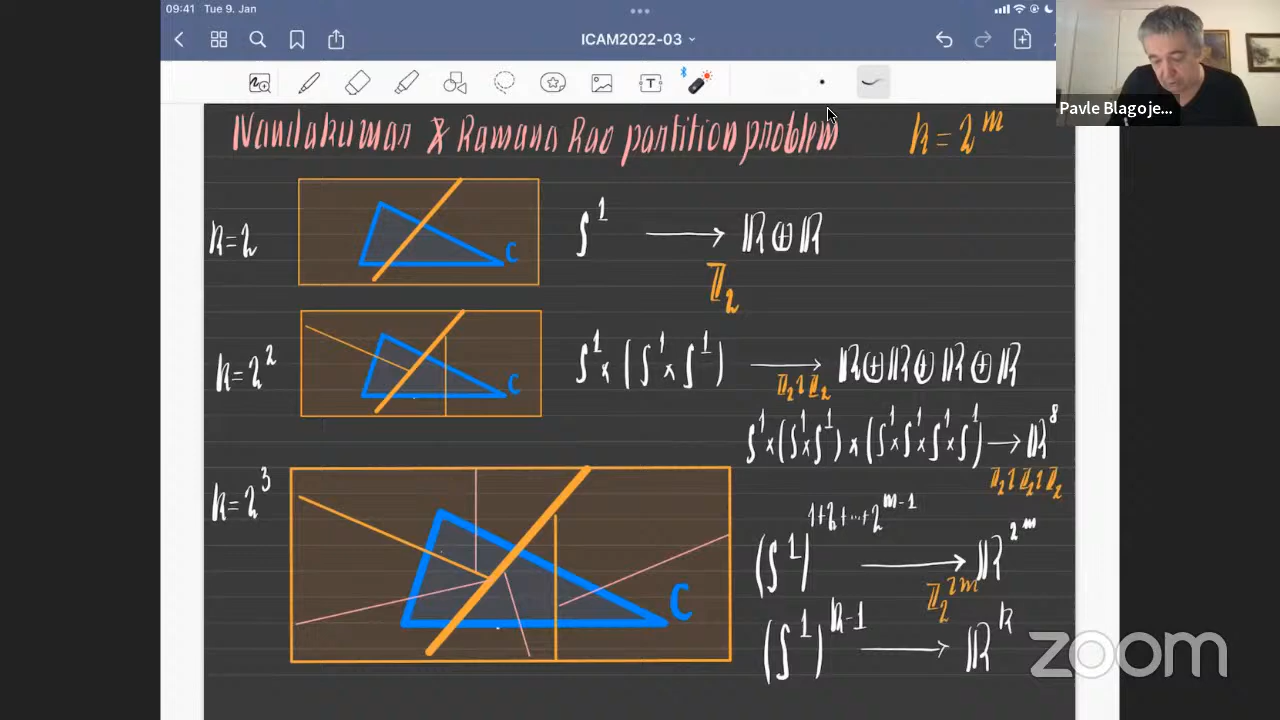 09:41 Tue 9. Jan
ICAM2022-03
Pavle Blagoje...
Nandakumar & Ramana Rao partition problem k = 2^m
k=2 C S^1 → ℝ⊕ℝ
ℤ_2
k=2^2 C S^1 × (S^1 × S^1) → ℝ⊕ℝ⊕ℝ⊕ℝ
ℤ_2≀ℤ_2
S^1×(S^1×S^1)×(S^1×S^1×S^1×S^1) → ℝ^8
ℤ_2≀ℤ_2≀ℤ_2
k=2^3 C
(S^1)^{1+2+...+2^{m-1}} → ℝ^{2^m}
ℤ_2^{2m}
(S^1)^{k-1} → ℝ^k
zoom